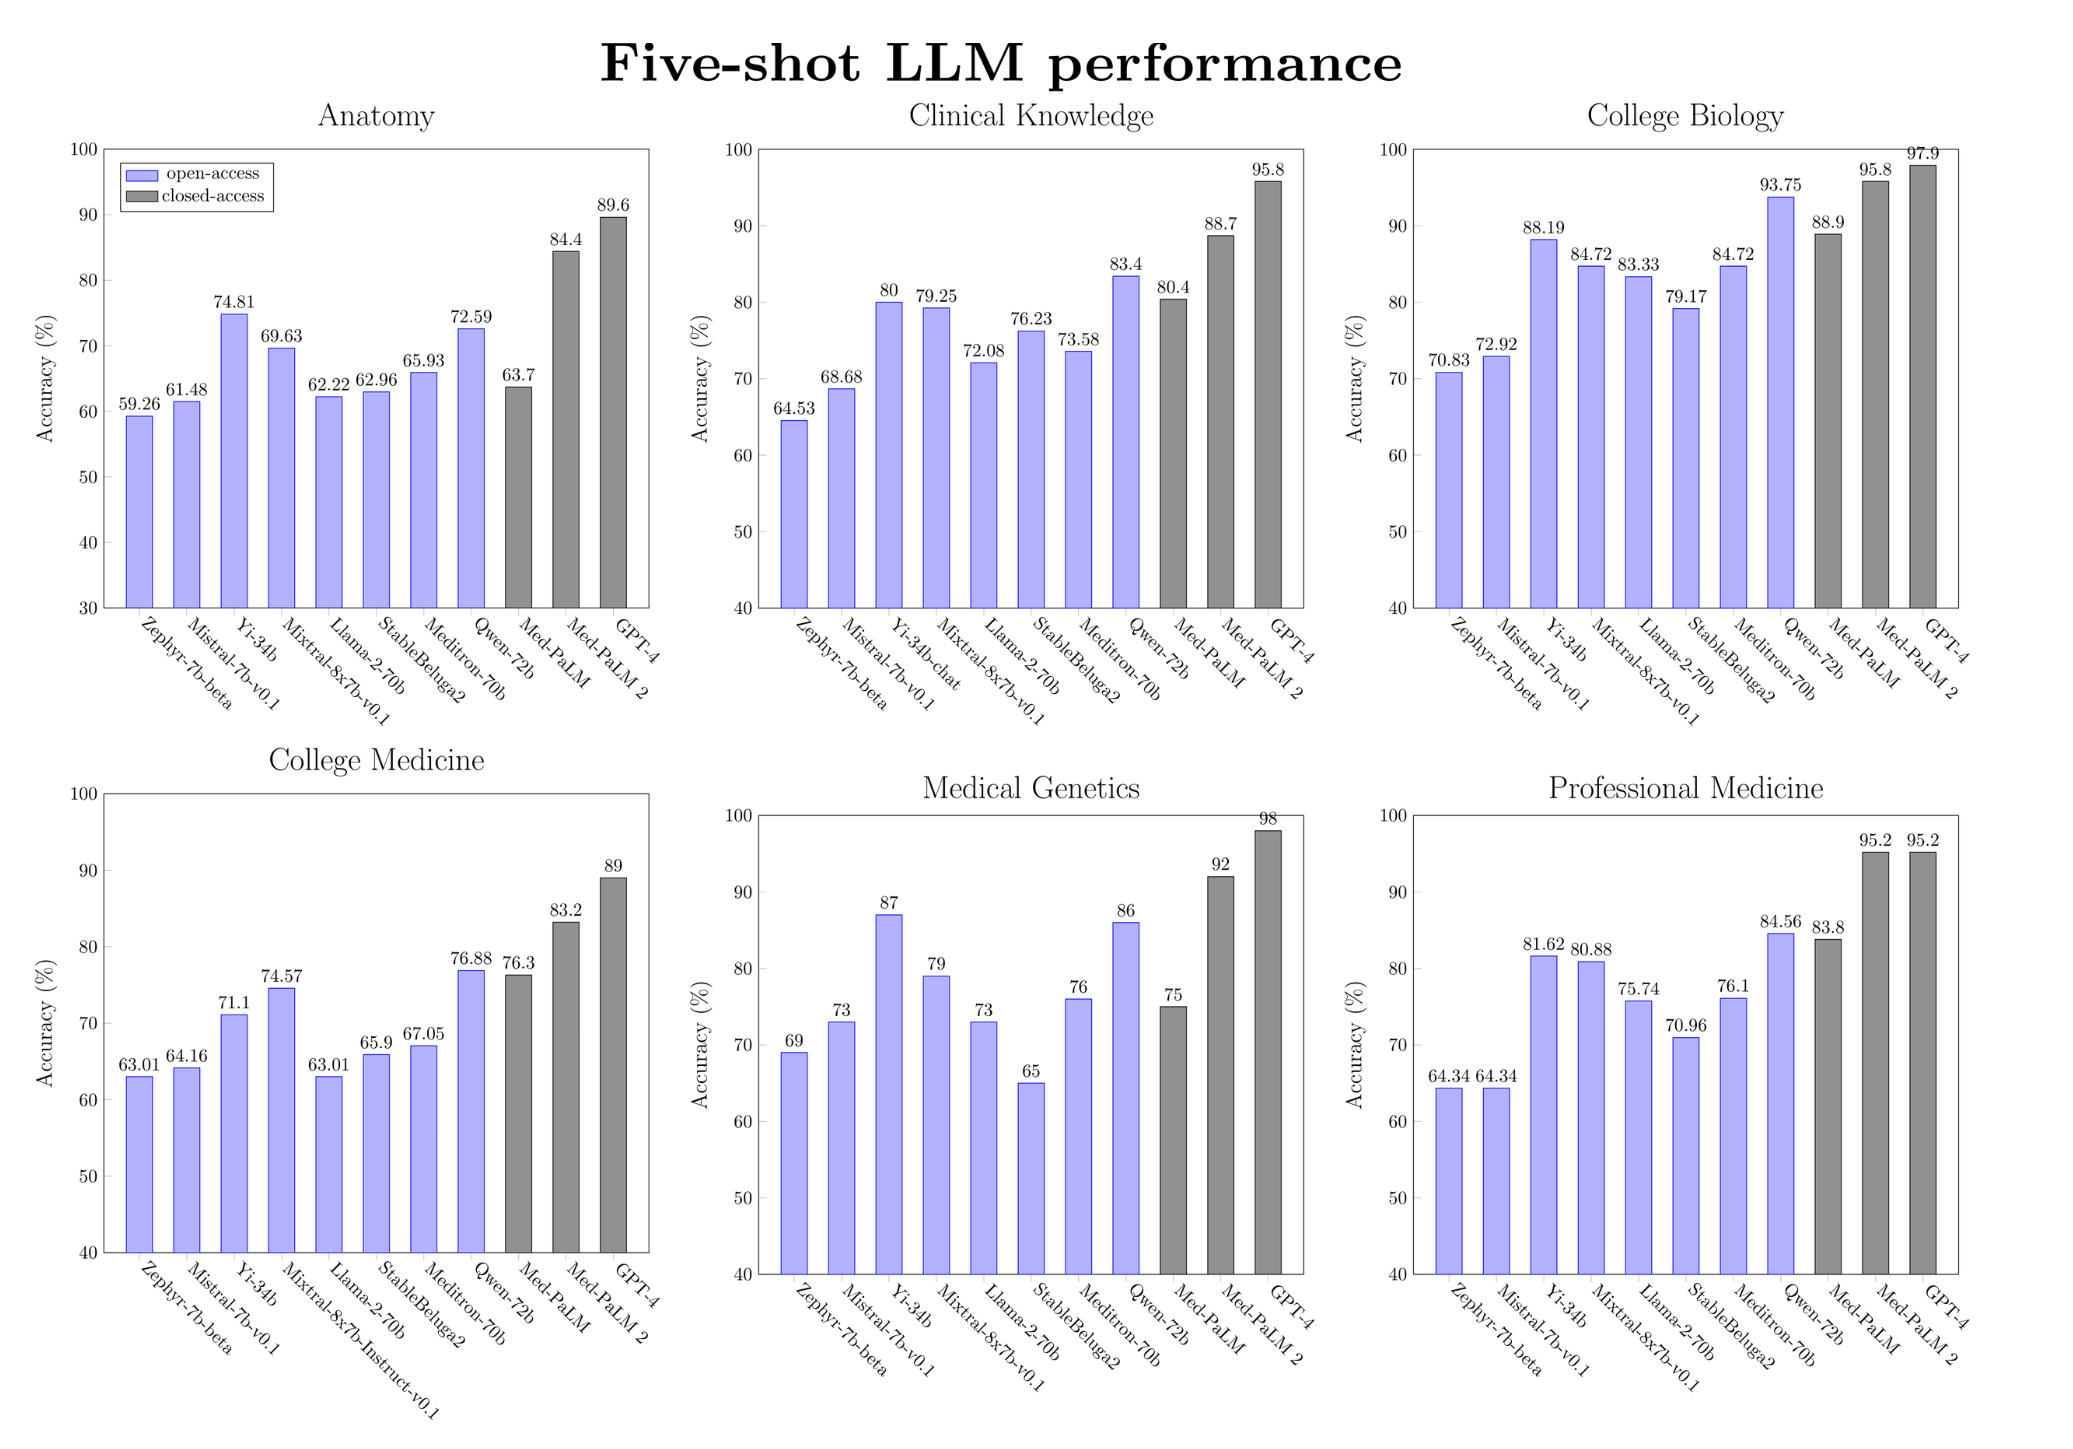 Five-shot LLM performance
Anatomy
Accuracy (%)
100
90
80
70
60
50
40
30
open-access
closed-access
59.26
61.48
74.81
69.63
62.22
62.96
65.93
72.59
63.7
84.4
89.6
Zephyr-7b-beta
Mistral-7b-v0.1
Yi-34b
Mixtral-8x7b-v0.1
Llama-2-70b
StableBeluga2
Meditron-70b
Qwen-72b
Med-PaLM
Med-PaLM 2
GPT-4
Clinical Knowledge
Accuracy (%)
100
90
80
70
60
50
40
64.53
68.68
80
79.25
72.08
76.23
73.58
83.4
80.4
88.7
95.8
Zephyr-7b-beta
Mistral-7b-v0.1
Yi-34b-chat
Mixtral-8x7b-v0.1
Llama-2-70b
StableBeluga2
Meditron-70b
Qwen-72b
Med-PaLM
Med-PaLM 2
GPT-4
College Biology
Accuracy (%)
100
90
80
70
60
50
40
70.83
72.92
88.19
84.72
83.33
79.17
84.72
93.75
88.9
95.8
97.9
Zephyr-7b-beta
Mistral-7b-v0.1
Yi-34b
Mixtral-8x7b-v0.1
Llama-2-70b
StableBeluga2
Meditron-70b
Qwen-72b
Med-PaLM
Med-PaLM 2
GPT-4
College Medicine
Accuracy (%)
100
90
80
70
60
50
40
63.01
64.16
71.1
74.57
63.01
65.9
67.05
76.88
76.3
83.2
89
Zephyr-7b-beta
Mistral-7b-v0.1
Yi-34b
Mixtral-8x7b-Instruct-v0.1
Llama-2-70b
StableBeluga2
Meditron-70b
Qwen-72b
Med-PaLM
Med-PaLM 2
GPT-4
Medical Genetics
Accuracy (%)
100
90
80
70
60
50
40
69
73
87
79
73
65
76
86
75
92
98
Zephyr-7b-beta
Mistral-7b-v0.1
Yi-34b
Mixtral-8x7b-v0.1
Llama-2-70b
StableBeluga2
Meditron-70b
Qwen-72b
Med-PaLM
Med-PaLM 2
GPT-4
Professional Medicine
Accuracy (%)
100
90
80
70
60
50
40
64.34
64.34
81.62
80.88
75.74
70.96
76.1
84.56
83.8
95.2
95.2
Zephyr-7b-beta
Mistral-7b-v0.1
Yi-34b
Mixtral-8x7b-v0.1
Llama-2-70b
StableBeluga2
Meditron-70b
Qwen-72b
Med-PaLM
Med-PaLM 2
GPT-4